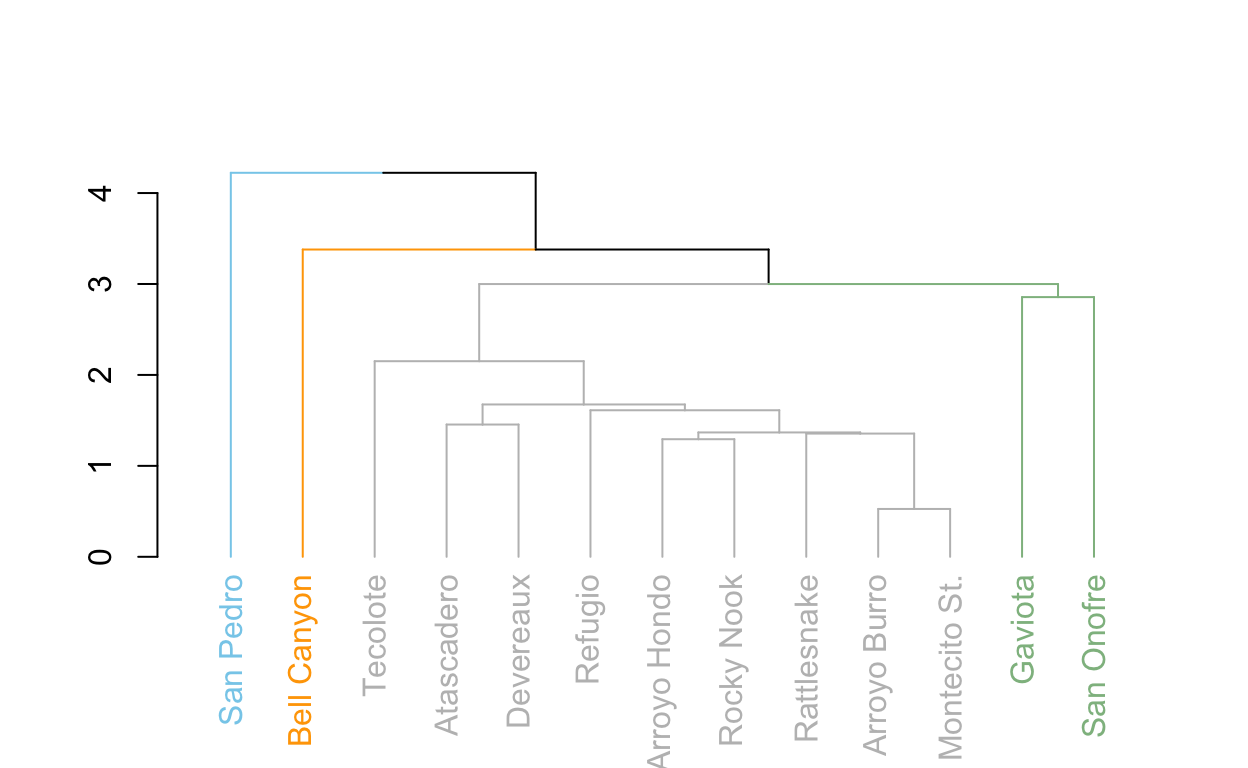 4
3
2
1
0
San Pedro
Bell Canyon
Tecolote
Atascadero
Devereaux
Refugio
Arroyo Hondo
Rocky Nook
Rattlesnake
Arroyo Burro
Montecito St.
Gaviota
San Onofre